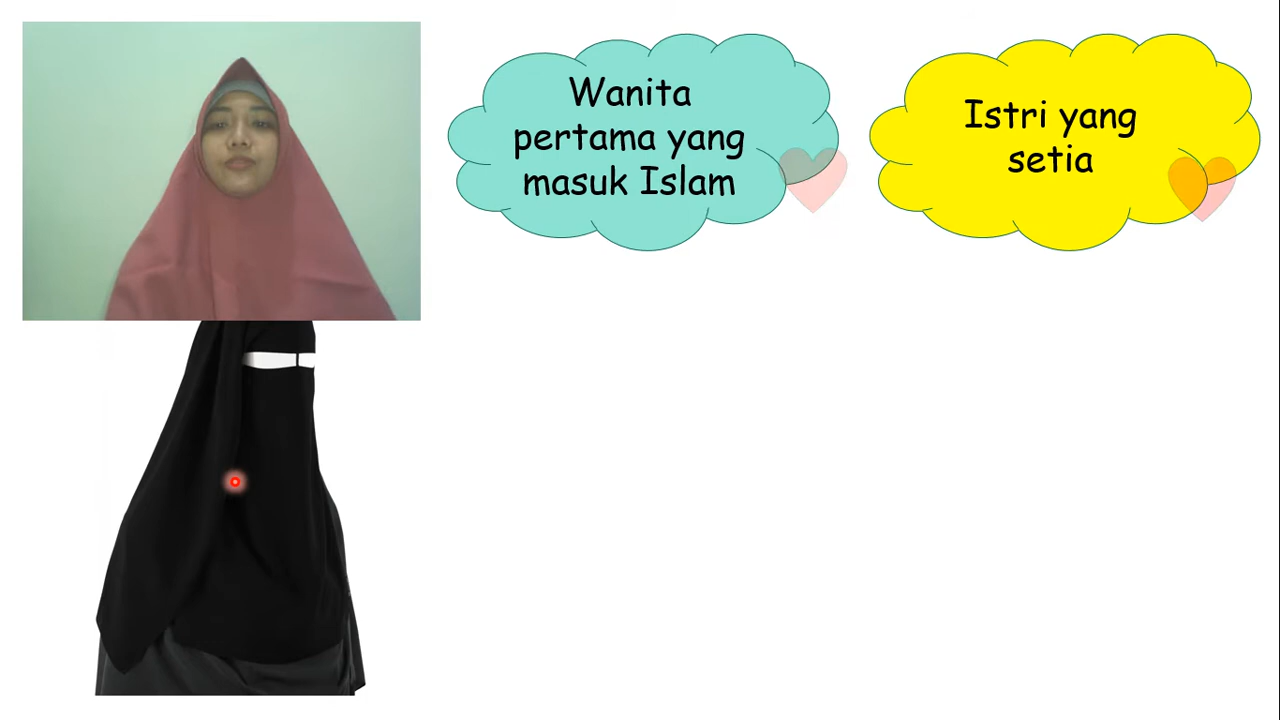 Wanita
pertama yang
masuk Islam
Istri yang
setia